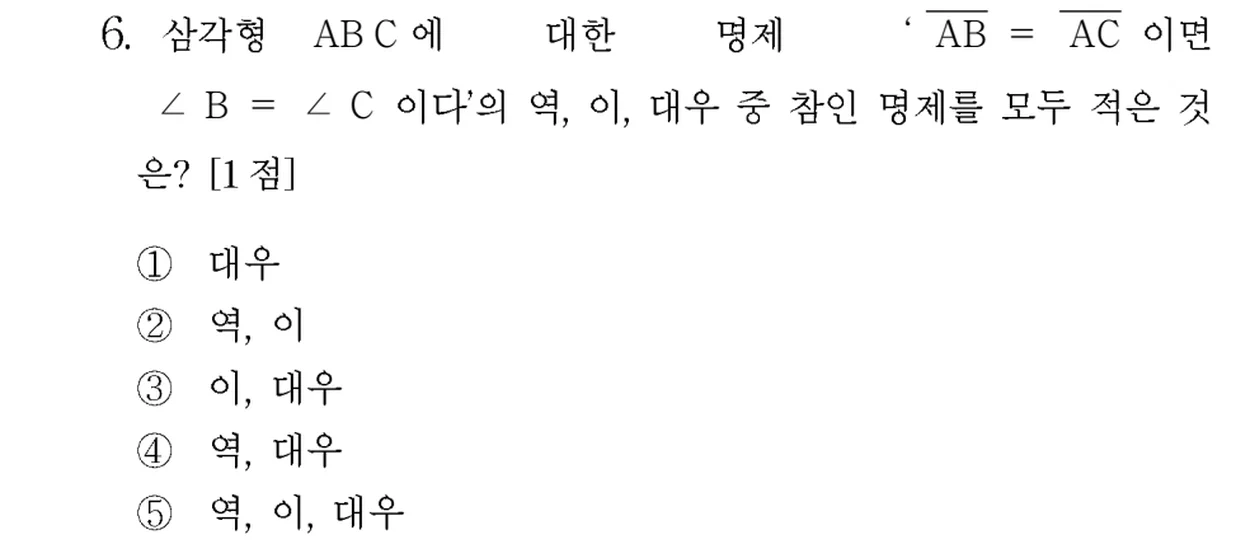 6. 삼각형 ABC에 대한 명제 ‘ \overline{AB} = \overline{AC} 이면
∠ B = ∠ C 이다’의 역, 이, 대우 중 참인 명제를 모두 적은 것
은? [1점]
① 대우
② 역, 이
③ 이, 대우
④ 역, 대우
⑤ 역, 이, 대우